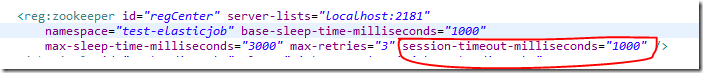 <reg:zookeeper id="regCenter" server-lists="localhost:2181"
namespace="test-elasticjob" base-sleep-time-milliseconds="1000"
max-sleep-time-milliseconds="3000" max-retries="3" session-timeout-milliseconds="1000" />